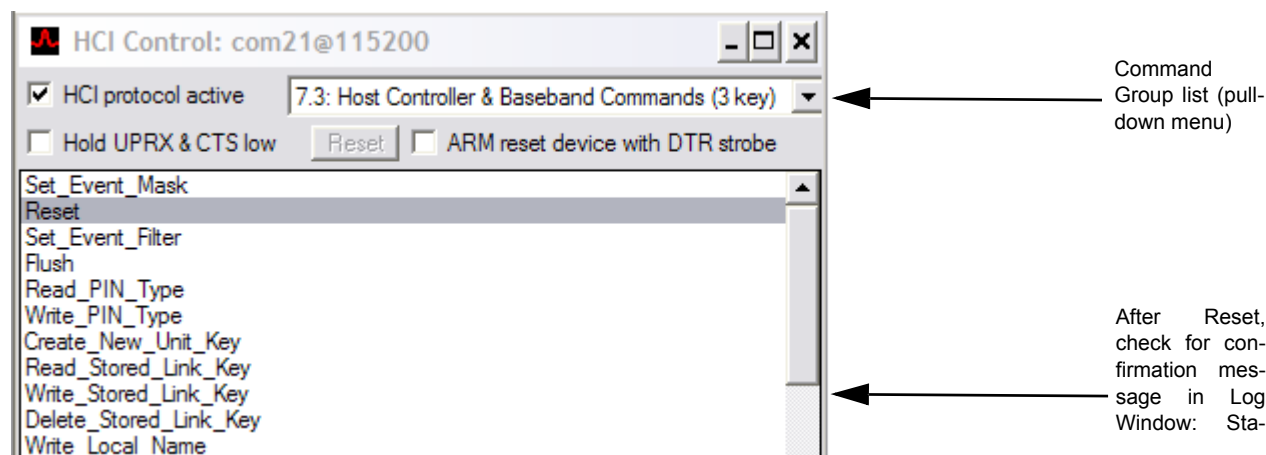 HCI Control: com21@115200
HCI protocol active
7.3: Host Controller & Baseband Commands (3 key)
Hold UPRX & CTS low
Reset
ARM reset device with DTR strobe
Set_Event_Mask
Reset
Set_Event_Filter
Flush
Read_PIN_Type
Write_PIN_Type
Create_New_Unit_Key
Read_Stored_Link_Key
Write_Stored_Link_Key
Delete_Stored_Link_Key
Write_Local_Name
Command
Group list (pull-
down menu)
After Reset,
check for con-
firmation mes-
sage in Log
Window: Sta-